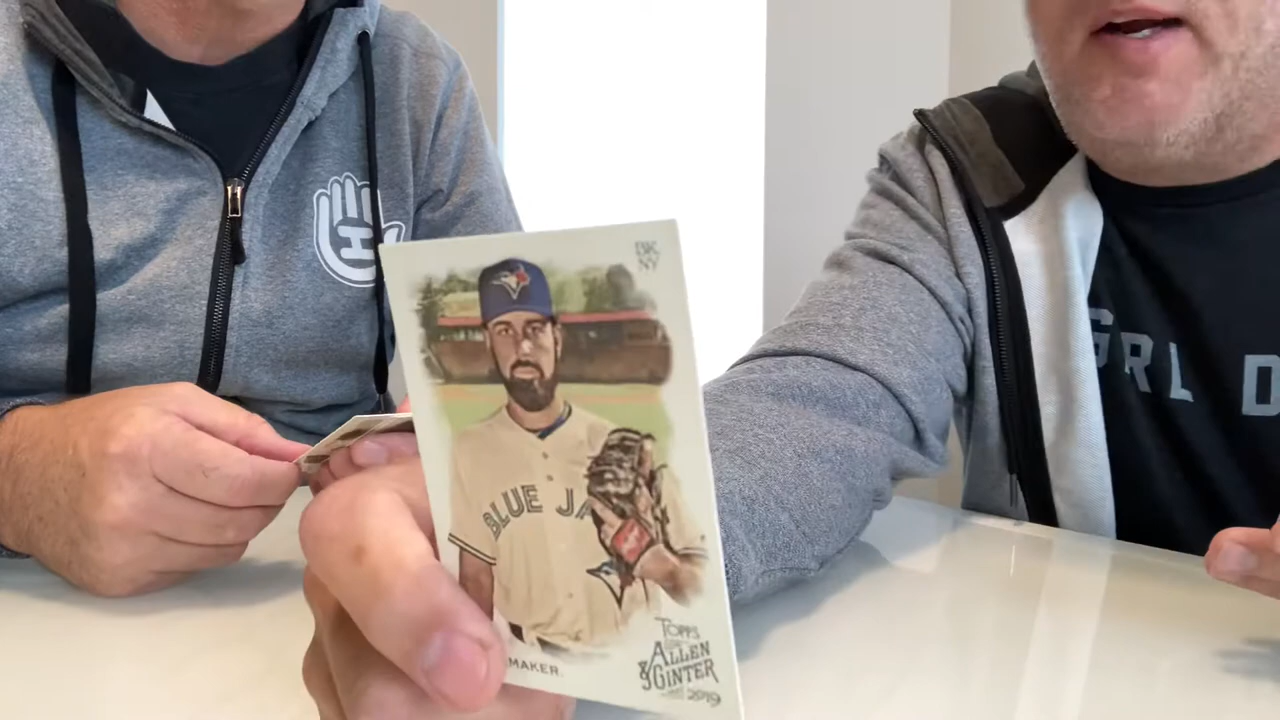 BK
NY
BLUE JA
MAKER.
TOPPS
ALLEN
& GINTER
2019
GRL D
H